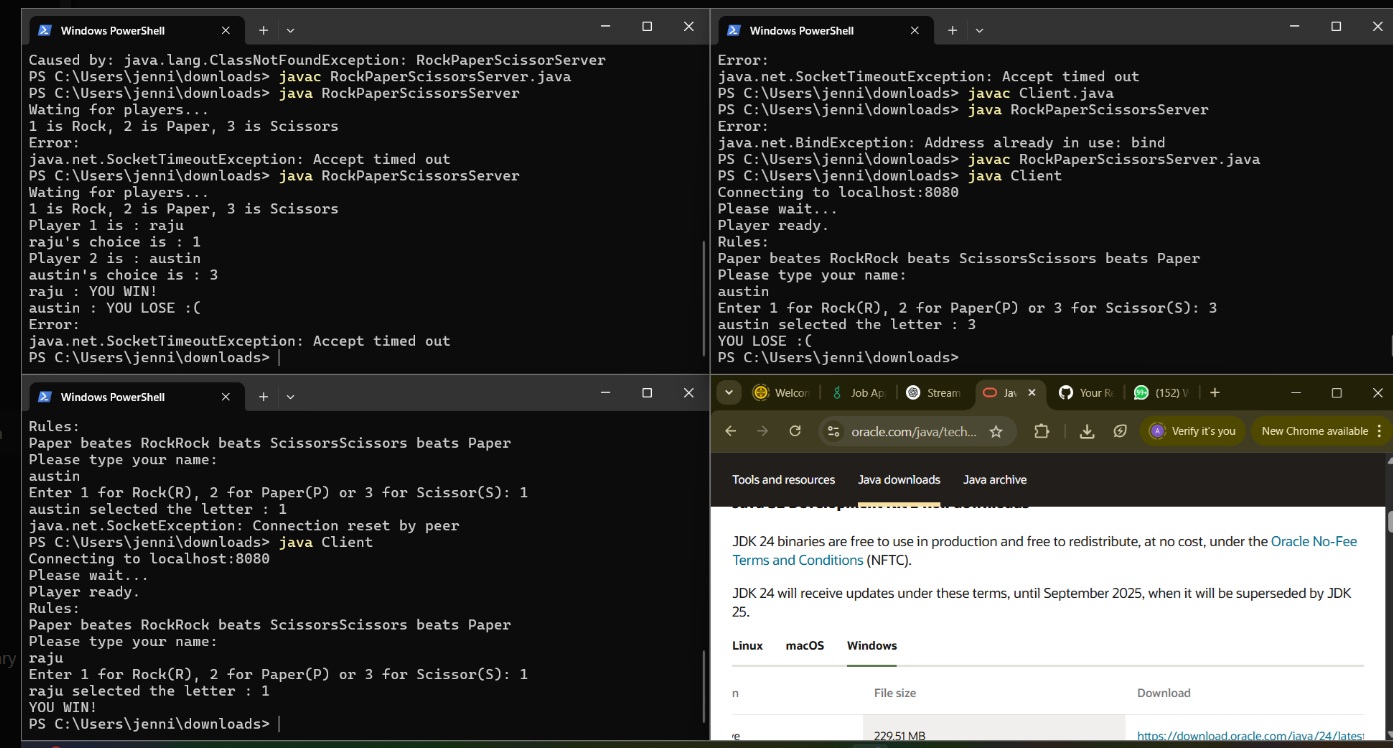 Windows PowerShell
Caused by: java.lang.ClassNotFoundException: RockPaperScissorServer
PS C:\Users\jenni\downloads> javac RockPaperScissorsServer.java
PS C:\Users\jenni\downloads> java RockPaperScissorsServer
Wating for players...
1 is Rock, 2 is Paper, 3 is Scissors
Error:
java.net.SocketTimeoutException: Accept timed out
PS C:\Users\jenni\downloads> java RockPaperScissorsServer
Wating for players...
1 is Rock, 2 is Paper, 3 is Scissors
Player 1 is : raju
raju's choice is : 1
Player 2 is : austin
austin's choice is : 3
raju : YOU WIN!
austin : YOU LOSE :(
Error:
java.net.SocketTimeoutException: Accept timed out
PS C:\Users\jenni\downloads>
Windows PowerShell
Error:
java.net.SocketTimeoutException: Accept timed out
PS C:\Users\jenni\downloads> javac Client.java
PS C:\Users\jenni\downloads> java RockPaperScissorsServer
Error:
java.net.BindException: Address already in use: bind
PS C:\Users\jenni\downloads> javac RockPaperScissorsServer.java
PS C:\Users\jenni\downloads> java Client
Connecting to localhost:8080
Please wait...
Player ready.
Rules:
Paper beates RockRock beats ScissorsScissors beats Paper
Please type your name:
austin
Enter 1 for Rock(R), 2 for Paper(P) or 3 for Scissor(S): 3
austin selected the letter : 3
YOU LOSE :(
PS C:\Users\jenni\downloads>
Windows PowerShell
Rules:
Paper beates RockRock beats ScissorsScissors beats Paper
Please type your name:
austin
Enter 1 for Rock(R), 2 for Paper(P) or 3 for Scissor(S): 1
austin selected the letter : 1
java.net.SocketException: Connection reset by peer
PS C:\Users\jenni\downloads> java Client
Connecting to localhost:8080
Please wait...
Player ready.
Rules:
Paper beates RockRock beats ScissorsScissors beats Paper
Please type your name:
raju
Enter 1 for Rock(R), 2 for Paper(P) or 3 for Scissor(S): 1
raju selected the letter : 1
YOU WIN!
PS C:\Users\jenni\downloads>
Welcon Job Ap Stream Jav Your Re 99+ (152) W
oracle.com/java/tech... Verify it's you New Chrome available
Tools and resources Java downloads Java archive
JDK 24 binaries are free to use in production and free to redistribute, at no cost, under the Oracle No-Fee
Terms and Conditions (NFTC).
JDK 24 will receive updates under these terms, until September 2025, when it will be superseded by JDK
25.
Linux macOS Windows
n File size Download
ve 229.51 MB https://download.oracle.com/java/24/latest
ry